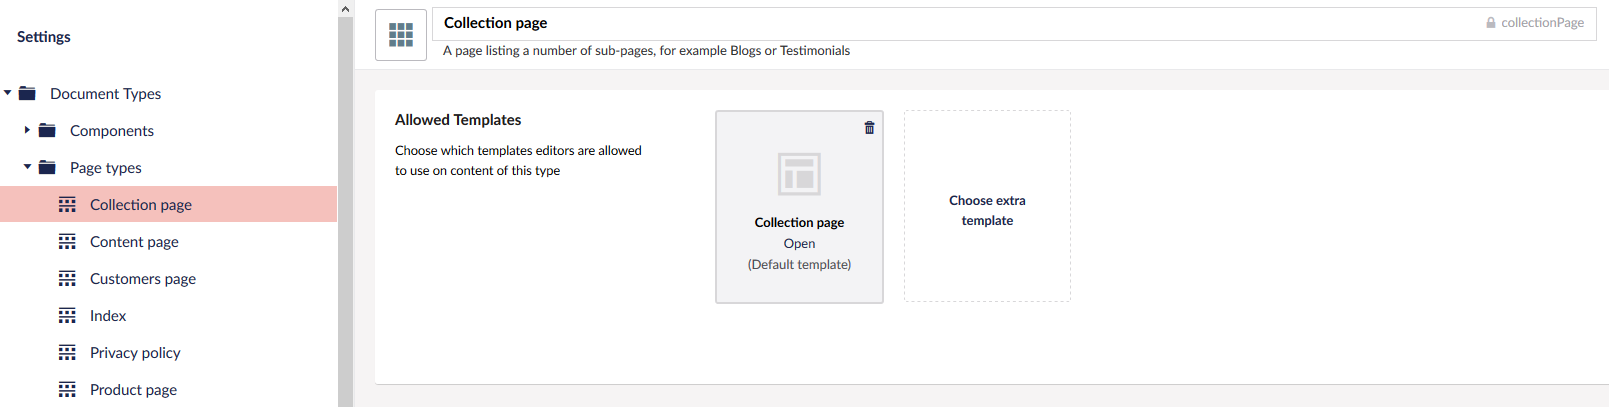 Settings
Document Types
Components
Page types
Collection page
Content page
Customers page
Index
Privacy policy
Product page
Collection page
collectionPage
A page listing a number of sub-pages, for example Blogs or Testimonials
Allowed Templates
Choose which templates editors are allowed
to use on content of this type
Collection page
Open
(Default template)
Choose extra
template